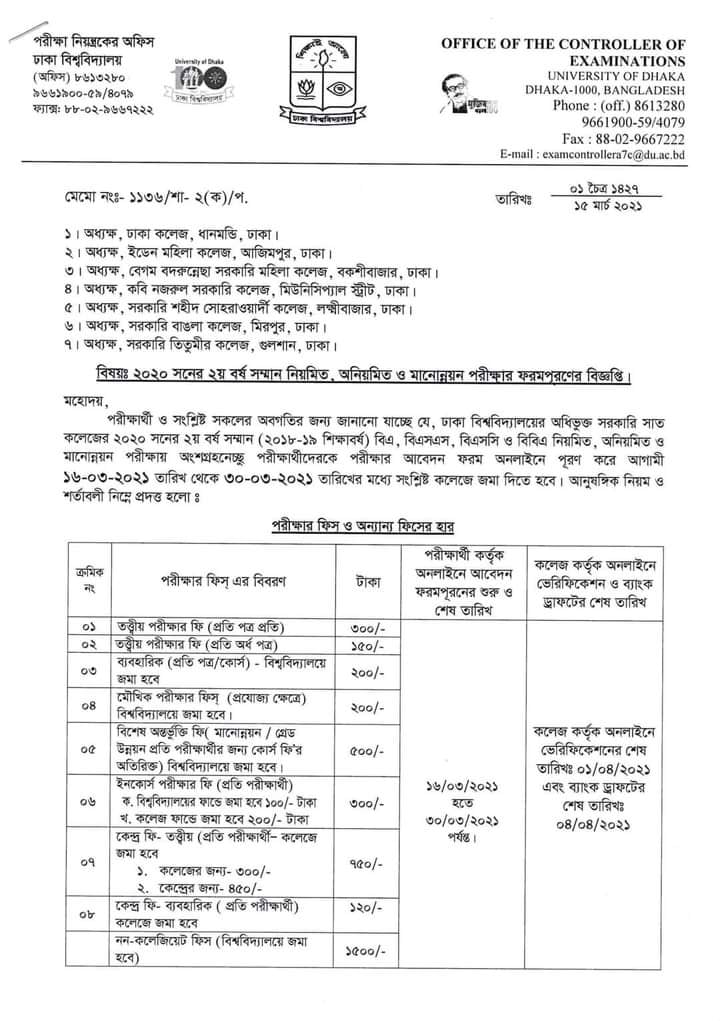 পরীক্ষা নিয়ন্ত্রকের অফিস
ঢাকা বিশ্ববিদ্যালয়
(অফিস) ৮৬১৩২৮০
৯৬৬১৯০০-৫৯/৪০৭৯
ফ্যাক্স: ৮৮-০২-৯৬৬৭২২২
University of Dhaka
100
ঢাকা বিশ্ববিদ্যালয়
শিক্ষাই আলো
ঢাকা বিশ্ববিদ্যালয়
মুজিব
OFFICE OF THE CONTROLLER OF
EXAMINATIONS
UNIVERSITY OF DHAKA
DHAKA-1000, BANGLADESH
Phone : (off.) 8613280
9661900-59/4079
Fax : 88-02-9667222
E-mail : examcontrollera7c@du.ac.bd
মেমো নং:- ১১৩৬/শা- ২(ক)/প.
তারিখঃ ০১ চৈত্র ১৪২৭
১৫ মার্চ ২০২১
১। অধ্যক্ষ, ঢাকা কলেজ, ধানমন্ডি, ঢাকা।
২। অধ্যক্ষ, ইডেন মহিলা কলেজ, আজিমপুর, ঢাকা।
৩। অধ্যক্ষ, বেগম বদরুন্নেছা সরকারি মহিলা কলেজ, বকশীবাজার, ঢাকা।
৪। অধ্যক্ষ, কবি নজরুল সরকারি কলেজ, মিউনিসিপ্যাল স্ট্রীট, ঢাকা।
৫। অধ্যক্ষ, সরকারি শহীদ সোহরাওয়ার্দী কলেজ, লক্ষ্মীবাজার, ঢাকা।
৬। অধ্যক্ষ, সরকারি বাঙলা কলেজ, মিরপুর, ঢাকা।
৭। অধ্যক্ষ, সরকারি তিতুমীর কলেজ, গুলশান, ঢাকা।
বিষয়ঃ ২০২০ সনের ২য় বর্ষ সম্মান নিয়মিত, অনিয়মিত ও মানোন্নয়ন পরীক্ষার ফরমপুরণের বিজ্ঞপ্তি।
মহোদয়,
পরীক্ষার্থী ও সংশ্লিষ্ট সকলের অবগতির জন্য জানানো যাচ্ছে যে, ঢাকা বিশ্ববিদ্যালয়ের অধিভুক্ত সরকারি সাত
কলেজের ২০২০ সনের ২য় বর্ষ সম্মান (২০১৮-১৯ শিক্ষাবর্ষ) বিএ, বিএসএস, বিএসসি ও বিবিএ নিয়মিত, অনিয়মিত ও
মানোন্নয়ন পরীক্ষায় অংশগ্রহনেচ্ছু পরীক্ষার্থীদেরকে পরীক্ষার আবেদন ফরম অনলাইনে পূরণ করে আগামী
১৬-০৩-২০২১ তারিখ থেকে ৩০-০৩-২০২১ তারিখের মধ্যে সংশ্লিষ্ট কলেজে জমা দিতে হবে। আনুষঙ্গিক নিয়ম ও
শর্তাবলী নিম্নে প্রদত্ত হলো ঃ
পরীক্ষার ফিস ও অন্যান্য ফিসের হার
ক্রমিক নং
পরীক্ষার ফিস্ এর বিবরণ
টাকা
পরীক্ষার্থী কর্তৃক
অনলাইনে আবেদন
ফরমপূরনের শুরু ও
শেষ তারিখ
কলেজ কর্তৃক অনলাইনে
ভেরিফিকেশন ও ব্যাংক
ড্রাফটের শেষ তারিখ
০১ তত্ত্বীয় পরীক্ষার ফি (প্রতি পত্র প্রতি) ৩০০/-
০২ তত্ত্বীয় পরীক্ষার ফি (প্রতি অর্ধ পত্র) ১৫০/-
০৩ ব্যবহারিক (প্রতি পত্র/কোর্স) - বিশ্ববিদ্যালয়ে
জমা হবে ২০০/-
০৪ মৌখিক পরীক্ষার ফিস্ (প্রযোজ্য ক্ষেত্রে)
বিশ্ববিদ্যালয়ে জমা হবে। ২০০/-
০৫ বিশেষ অন্তর্ভুক্তি ফি( মানোন্নয়ন / গ্রেড
উন্নয়ন প্রতি পরীক্ষার্থীর জন্য কোর্স ফি'র
অতিরিক্ত) বিশ্ববিদ্যালয়ে জমা হবে। ৫০০/-
০৬ ইনকোর্স পরীক্ষার ফি (প্রতি পরীক্ষার্থী)
ক. বিশ্ববিদ্যালয়ের ফান্ডে জমা হবে ১০০/- টাকা
খ. কলেজ ফান্ডে জমা হবে ২০০/- টাকা ৩০০/-
০৭ কেন্দ্র ফি- তত্ত্বীয় (প্রতি পরীক্ষার্থী– কলেজে
জমা হবে
১. কলেজের জন্য- ৩০০/-
২. কেন্দ্রের জন্য- ৪৫০/- ৭৫০/-
০৮ কেন্দ্র ফি- ব্যবহারিক ( প্রতি পরীক্ষার্থী)
কলেজে জমা হবে ১২০/-
নন-কলেজিয়েট ফিস (বিশ্ববিদ্যালয়ে জমা
হবে) ১৫০০/-
১৬/০৩/২০২১
হতে
৩০/০৩/২০২১
পর্যন্ত।
কলেজ কর্তৃক অনলাইনে
ভেরিফিকেশনের শেষ
তারিখঃ ০১/০৪/২০২১
এবং ব্যাংক ড্রাফটের
শেষ তারিখঃ
০৪/০৪/২০২১